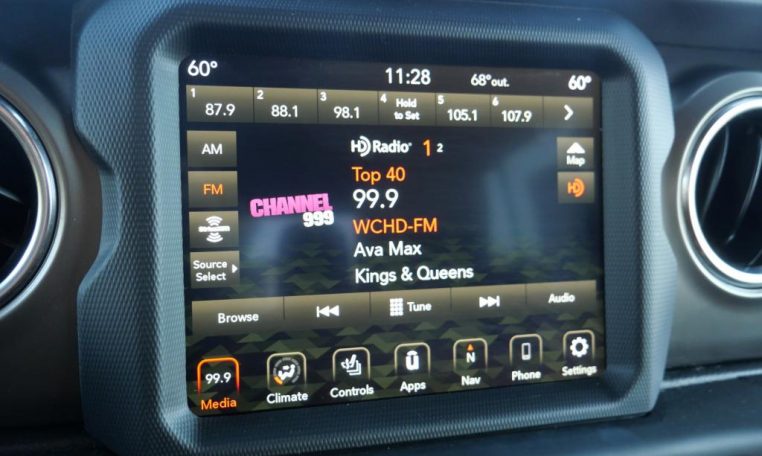 60° 11:28 68°out. 60°
1 87.9 2 88.1 3 98.1 4 Hold to Set 5 105.1 6 107.9
AM
HD Radio 1 2
Map
Top 40
FM
99.9
CHANNEL
999
WCHD-FM
SiriusXM
Ava Max
Source
Select
Kings & Queens
Browse Tune Audio
99.9 N
Media Climate Controls Apps Nav Phone Settings